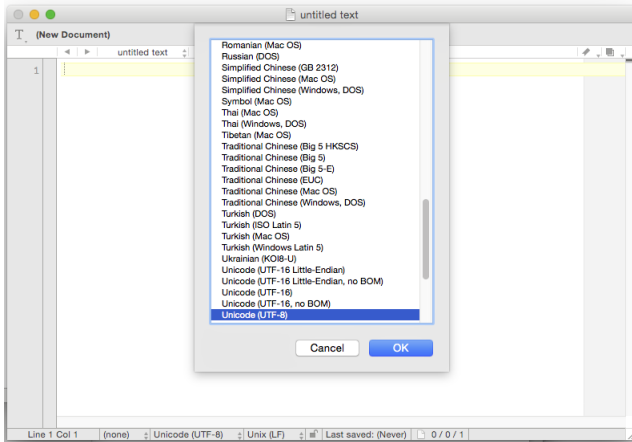 untitled text
(New Document)
untitled text
1
Romanian (Mac OS)
Russian (DOS)
Simplified Chinese (GB 2312)
Simplified Chinese (Mac OS)
Simplified Chinese (Windows, DOS)
Symbol (Mac OS)
Thai (Mac OS)
Thai (Windows, DOS)
Tibetan (Mac OS)
Traditional Chinese (Big 5 HKSCS)
Traditional Chinese (Big 5)
Traditional Chinese (Big 5-E)
Traditional Chinese (EUC)
Traditional Chinese (Mac OS)
Traditional Chinese (Windows, DOS)
Turkish (DOS)
Turkish (ISO Latin 5)
Turkish (Mac OS)
Turkish (Windows Latin 5)
Ukrainian (KOI8-U)
Unicode (UTF-16 Little-Endian)
Unicode (UTF-16 Little-Endian, no BOM)
Unicode (UTF-16)
Unicode (UTF-16, no BOM)
Unicode (UTF-8)
Cancel OK
Line 1 Col 1 (none) Unicode (UTF-8) Unix (LF) Last saved: (Never) 0 / 0 / 1